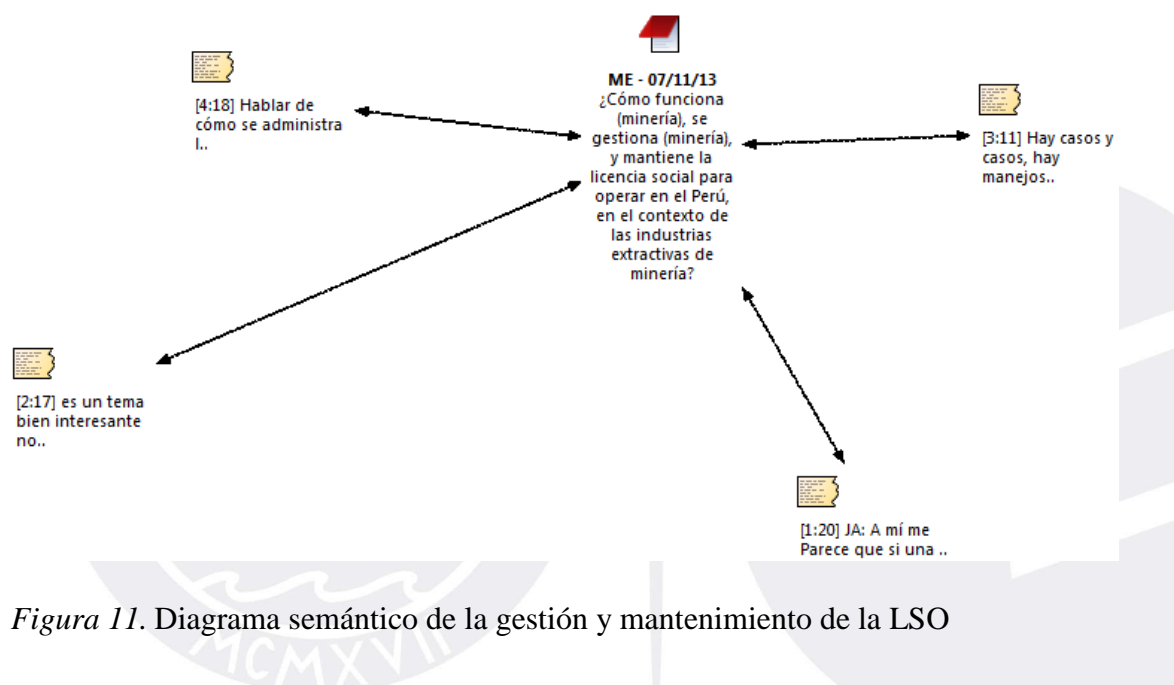 ME - 07/11/13
¿Cómo funciona
(minería), se
gestiona (minería),
y mantiene la
licencia social para
operar en el Perú,
en el contexto de
las industrias
extractivas de
minería?
[4:18] Hablar de
cómo se administra
l..
[3:11] Hay casos y
casos, hay
manejos..
[2:17] es un tema
bien interesante
no..
[1:20] JA: A mí me
Parece que si una ..
Figura 11. Diagrama semántico de la gestión y mantenimiento de la LSO
MCMXVII